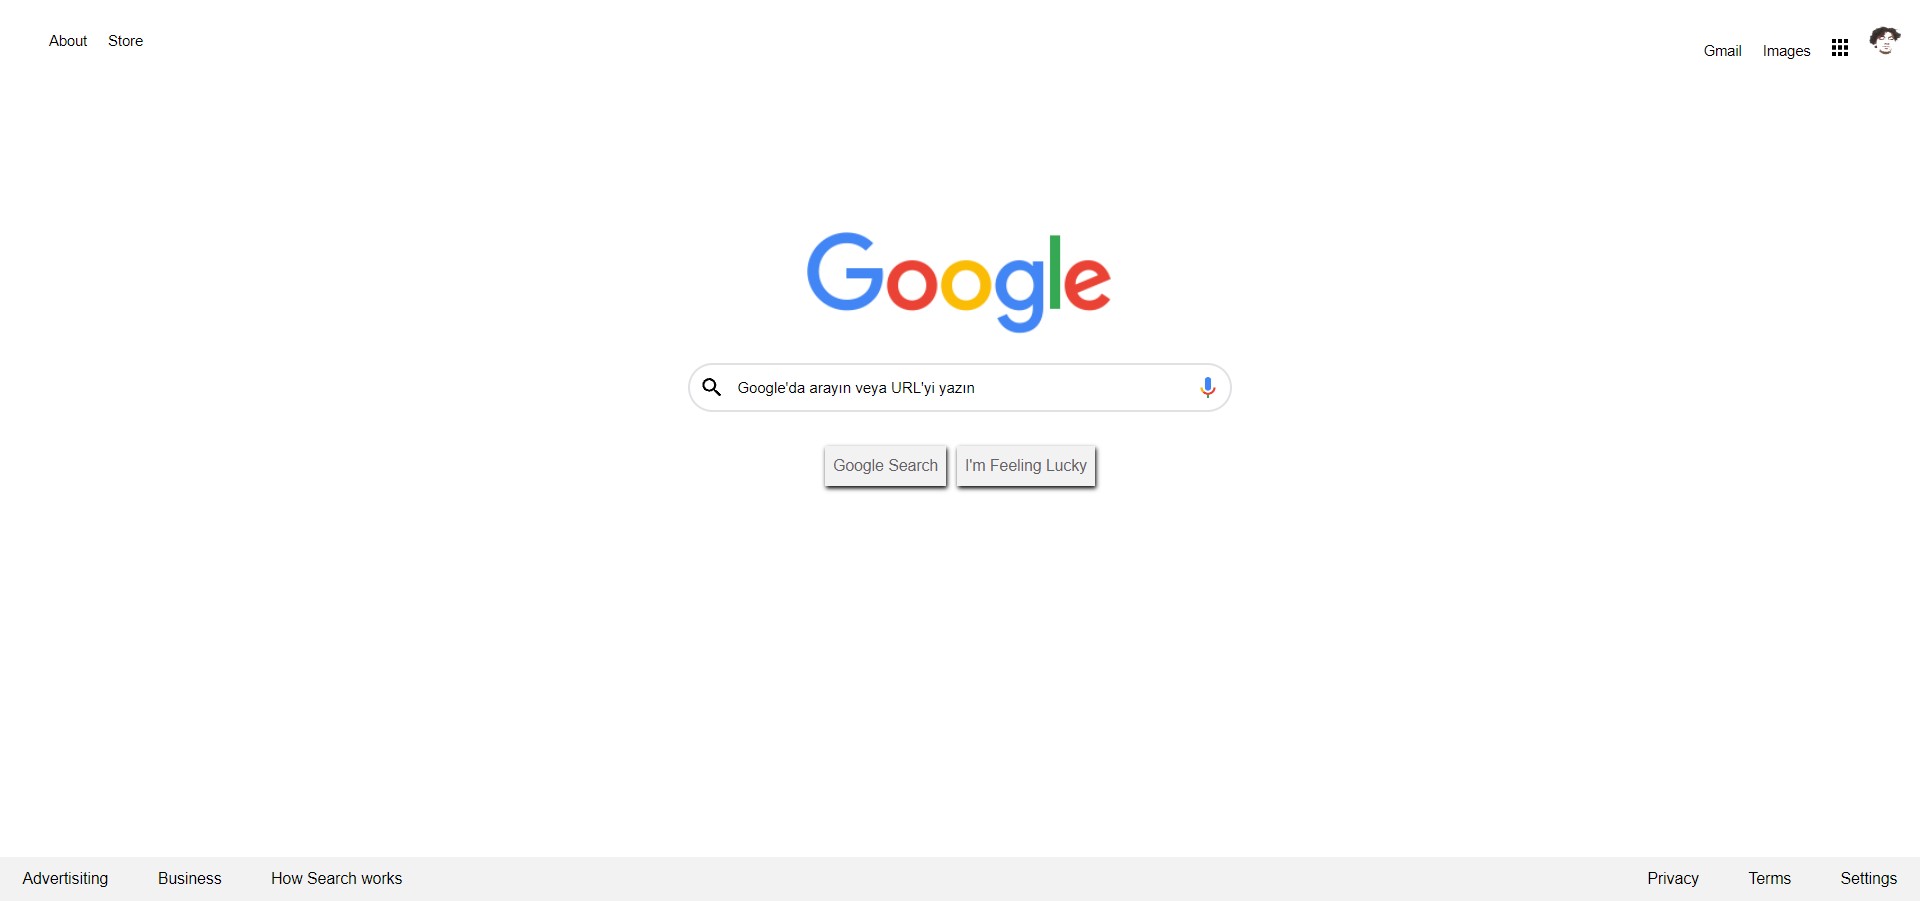 About Store
Gmail Images
Google
Google'da arayın veya URL'yi yazın
Google Search I'm Feeling Lucky
Advertisiting Business How Search works
Privacy Terms Settings